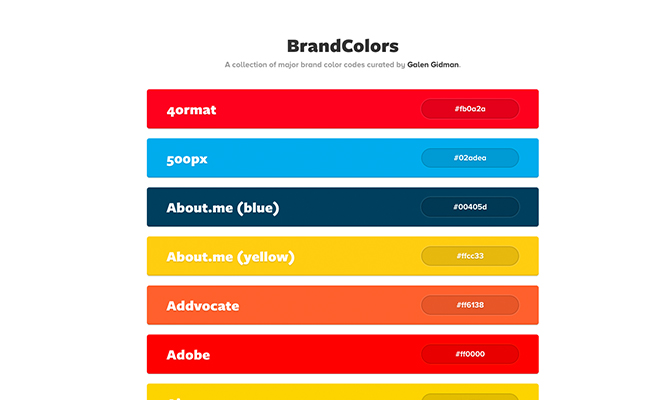 BrandColors
A collection of major brand color codes curated by Galen Gidman.
4ormat #fb0a2a
500px #02adea
About.me (blue) #00405d
About.me (yellow) #ffcc33
Addvocate #ff6138
Adobe #ff0000